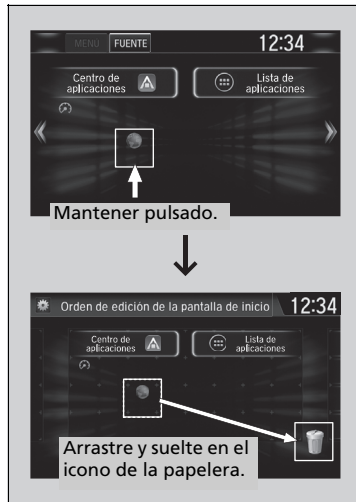 MENÚ FUENTE 12:34
Centro de
aplicaciones
Lista de
aplicaciones
Mantener pulsado.
Orden de edición de la pantalla de inicio 12:34
Centro de
aplicaciones
Lista de
aplicaciones
Arrastre y suelte en el
icono de la papelera.